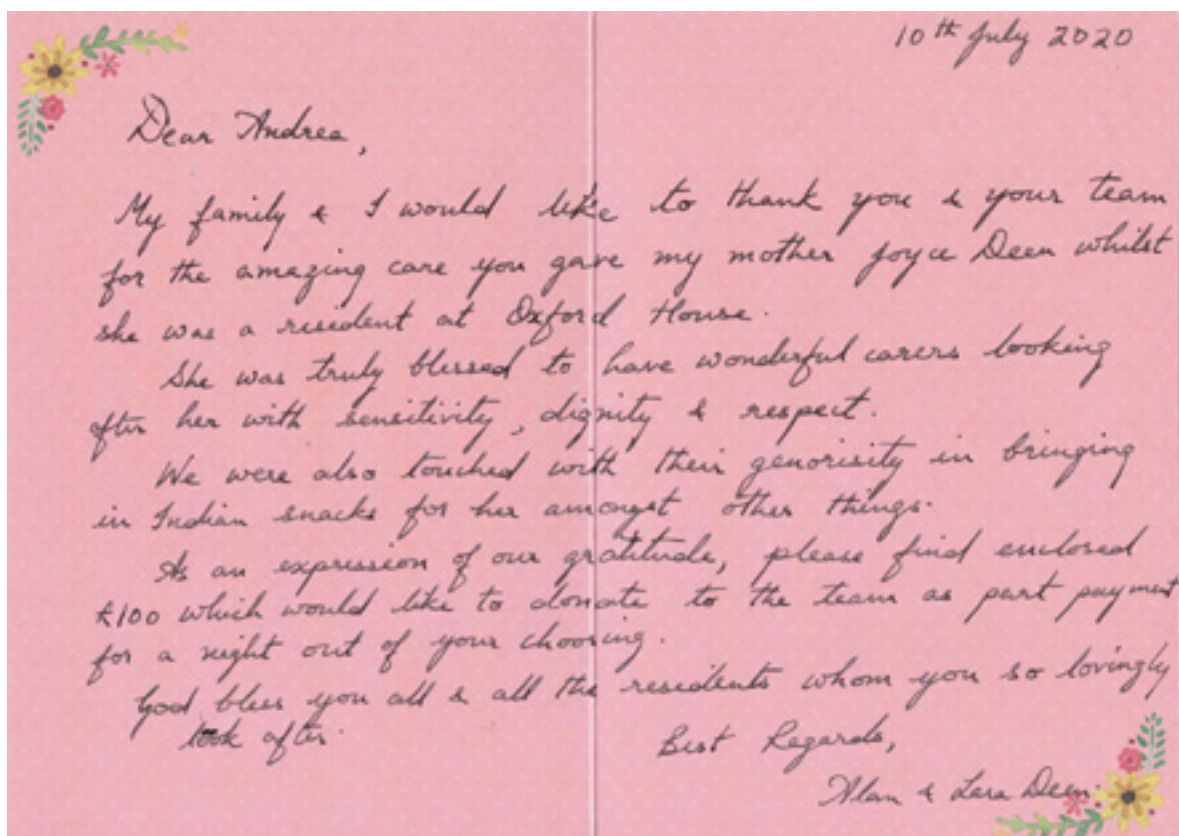 10th July 2020
Dear Andrea,
My family & I would like to thank you & your team
for the amazing care you gave my mother Joyce Deen whilst
she was a resident at Oxford House.
She was truly blessed to have wonderful carers looking
after her with sensitivity, dignity & respect.
We were also touched with their genorisity in bringing
in Indian snacks for her amongst other things.
As an expression of our gratitude, please find enclosed
£100 which would like to donate to the team as part payment
for a night out of your choosing.
God bless you all & all the residents whom you so lovingly
look after.
Best Regards,
Alan & Lara Deen.